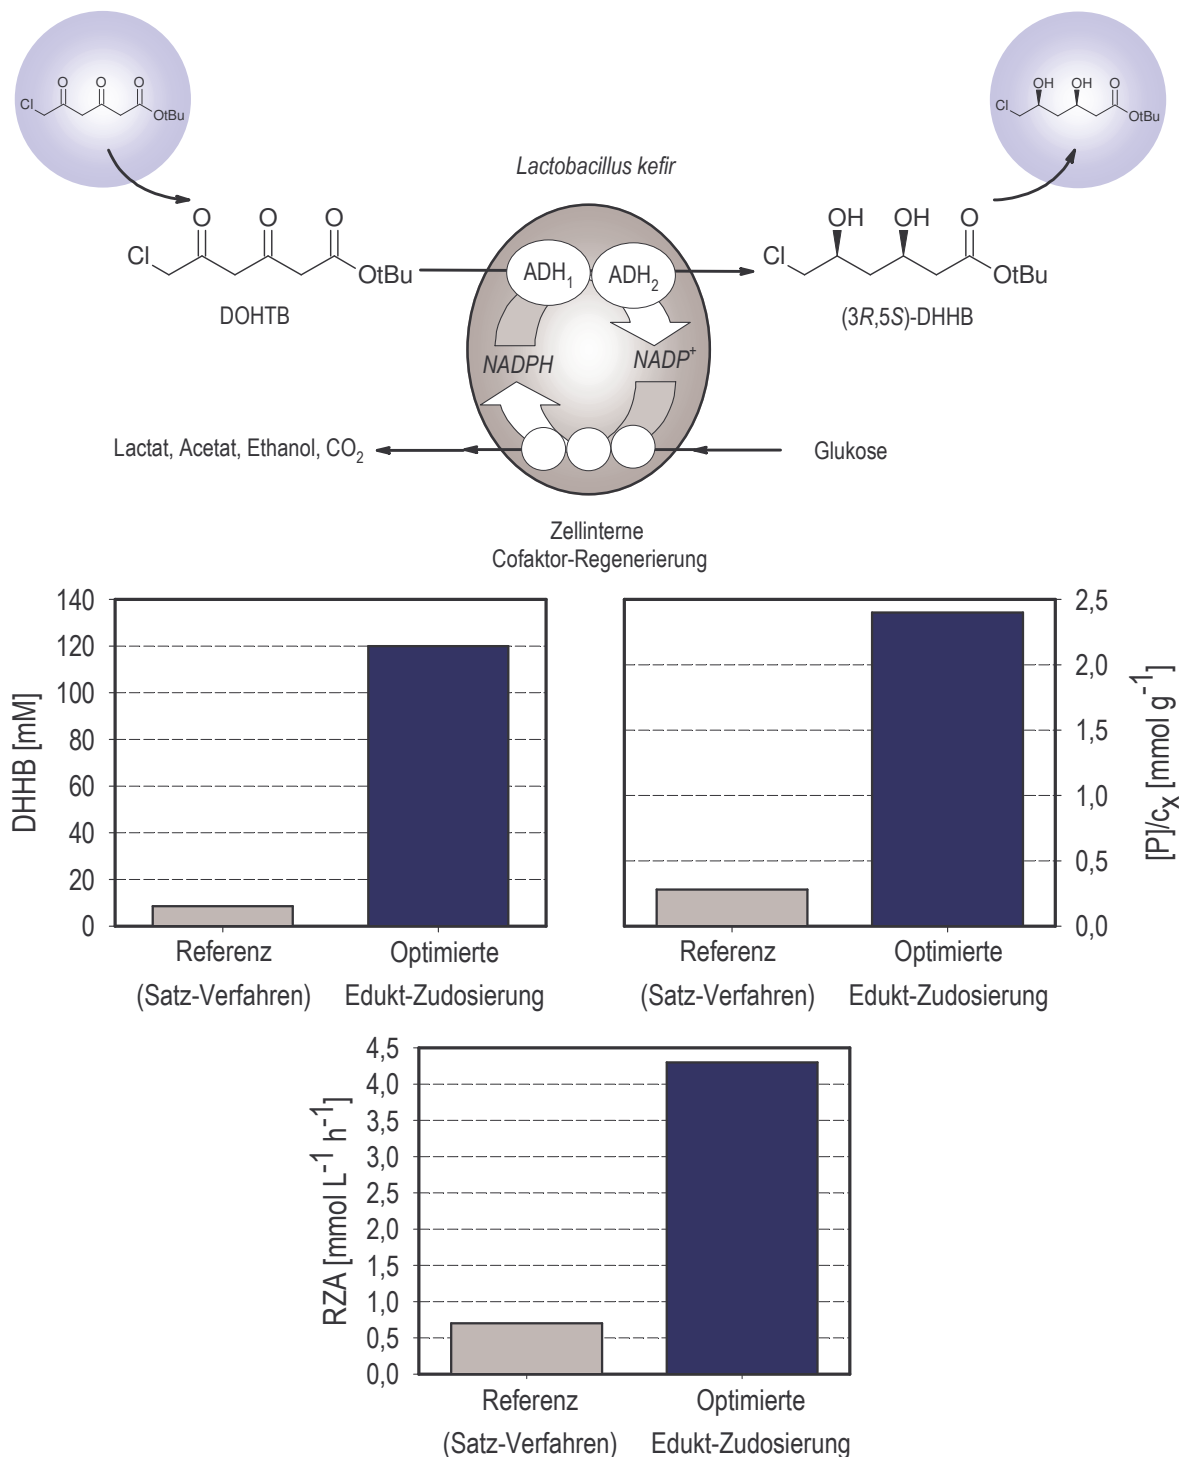 O O O
Cl OtBu
OH OH O
Cl OtBu
Lactobacillus kefir
O O O
Cl OtBu
DOHTB
ADH1 ADH2
NADPH NADP+
OH OH O
Cl OtBu
(3R,5S)-DHHB
Lactat, Acetat, Ethanol, CO2
Glukose
Zellinterne
Cofaktor-Regenerierung
DHHB [mM]
140
120
100
80
60
40
20
0
Referenz
(Satz-Verfahren)
Optimierte
Edukt-Zudosierung
2,5
2,0
1,5
1,0
0,5
0,0
[P]/cX [mmol g-1]
Referenz
(Satz-Verfahren)
Optimierte
Edukt-Zudosierung
RZA [mmol L-1 h-1]
4,5
4,0
3,5
3,0
2,5
2,0
1,5
1,0
0,5
0,0
Referenz
(Satz-Verfahren)
Optimierte
Edukt-Zudosierung